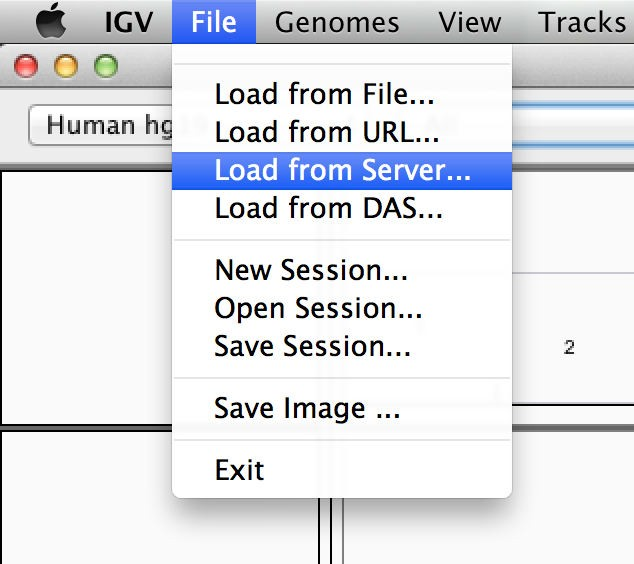 IGV File Genomes View Tracks
Load from File...
Human hg19
Load from URL...
Load from Server...
Load from DAS...
New Session...
Open Session...
Save Session...
2
Save Image ...
Exit